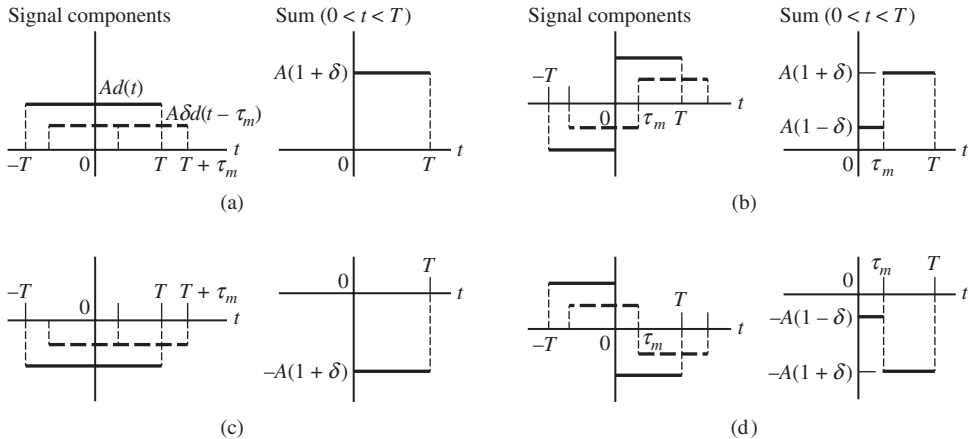 Signal components
Sum (0 < t < T)
Ad(t)
Aδd(t – τm)
–T
0
T
T + τm
t
A(1 + δ)
0
T
t
(a)
Signal components
Sum (0 < t < T)
–T
0
τm
T
t
A(1 + δ)
A(1 – δ)
0
τm
T
t
(b)
–T
0
T
T + τm
t
0
T
t
–A(1 + δ)
(c)
–T
0
τm
T
t
0
τm
T
t
–A(1 – δ)
–A(1 + δ)
(d)